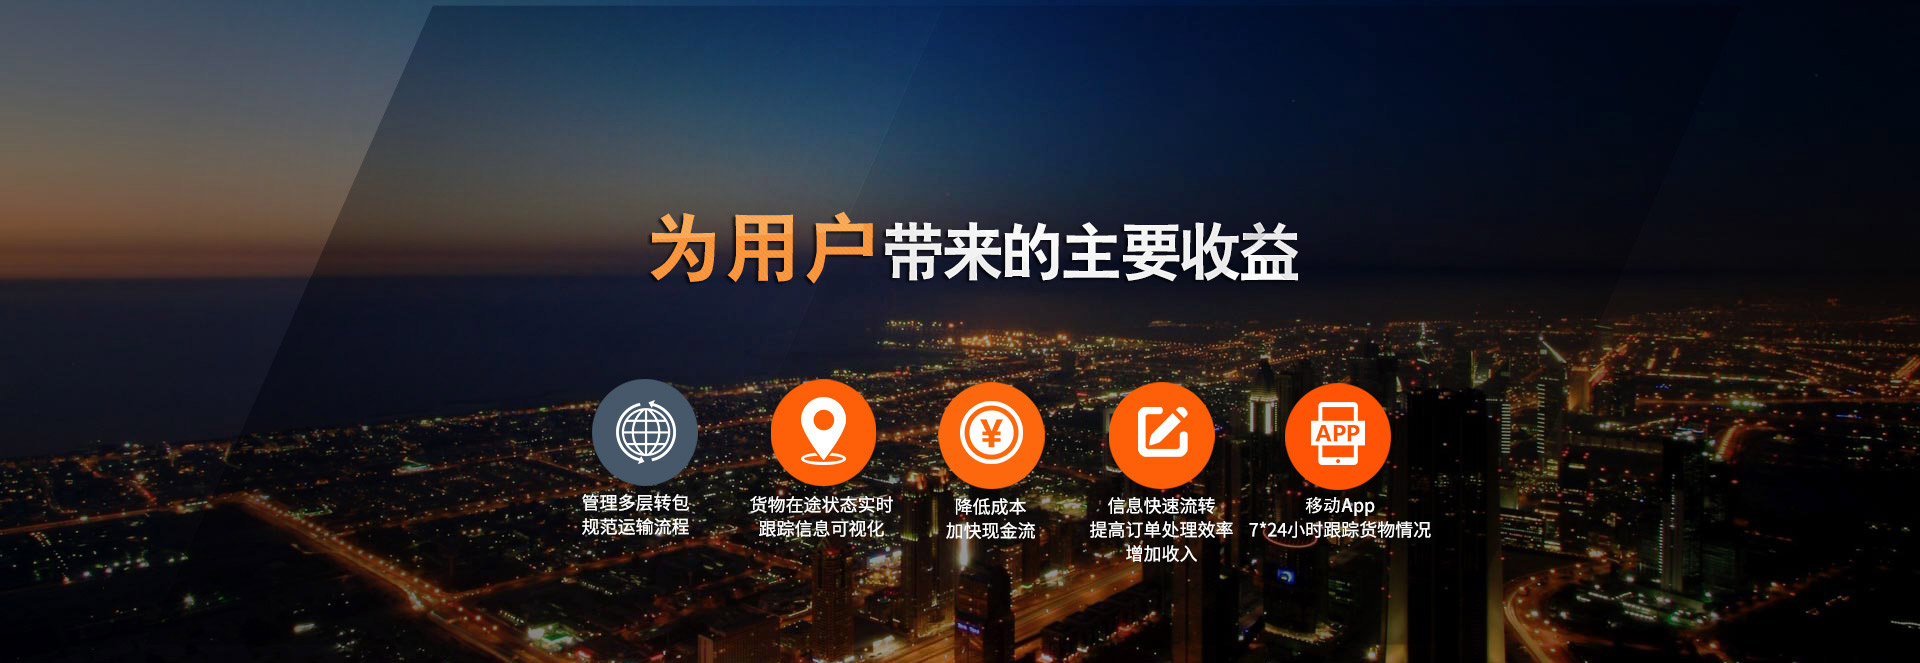 为用户带来的主要收益
¥
APP
管理多层转包
规范运输流程
货物在途状态实时
跟踪信息可视化
降低成本
加快现金流
信息快速流转
提高订单处理效率
增加收入
移动App
7*24小时跟踪货物情况